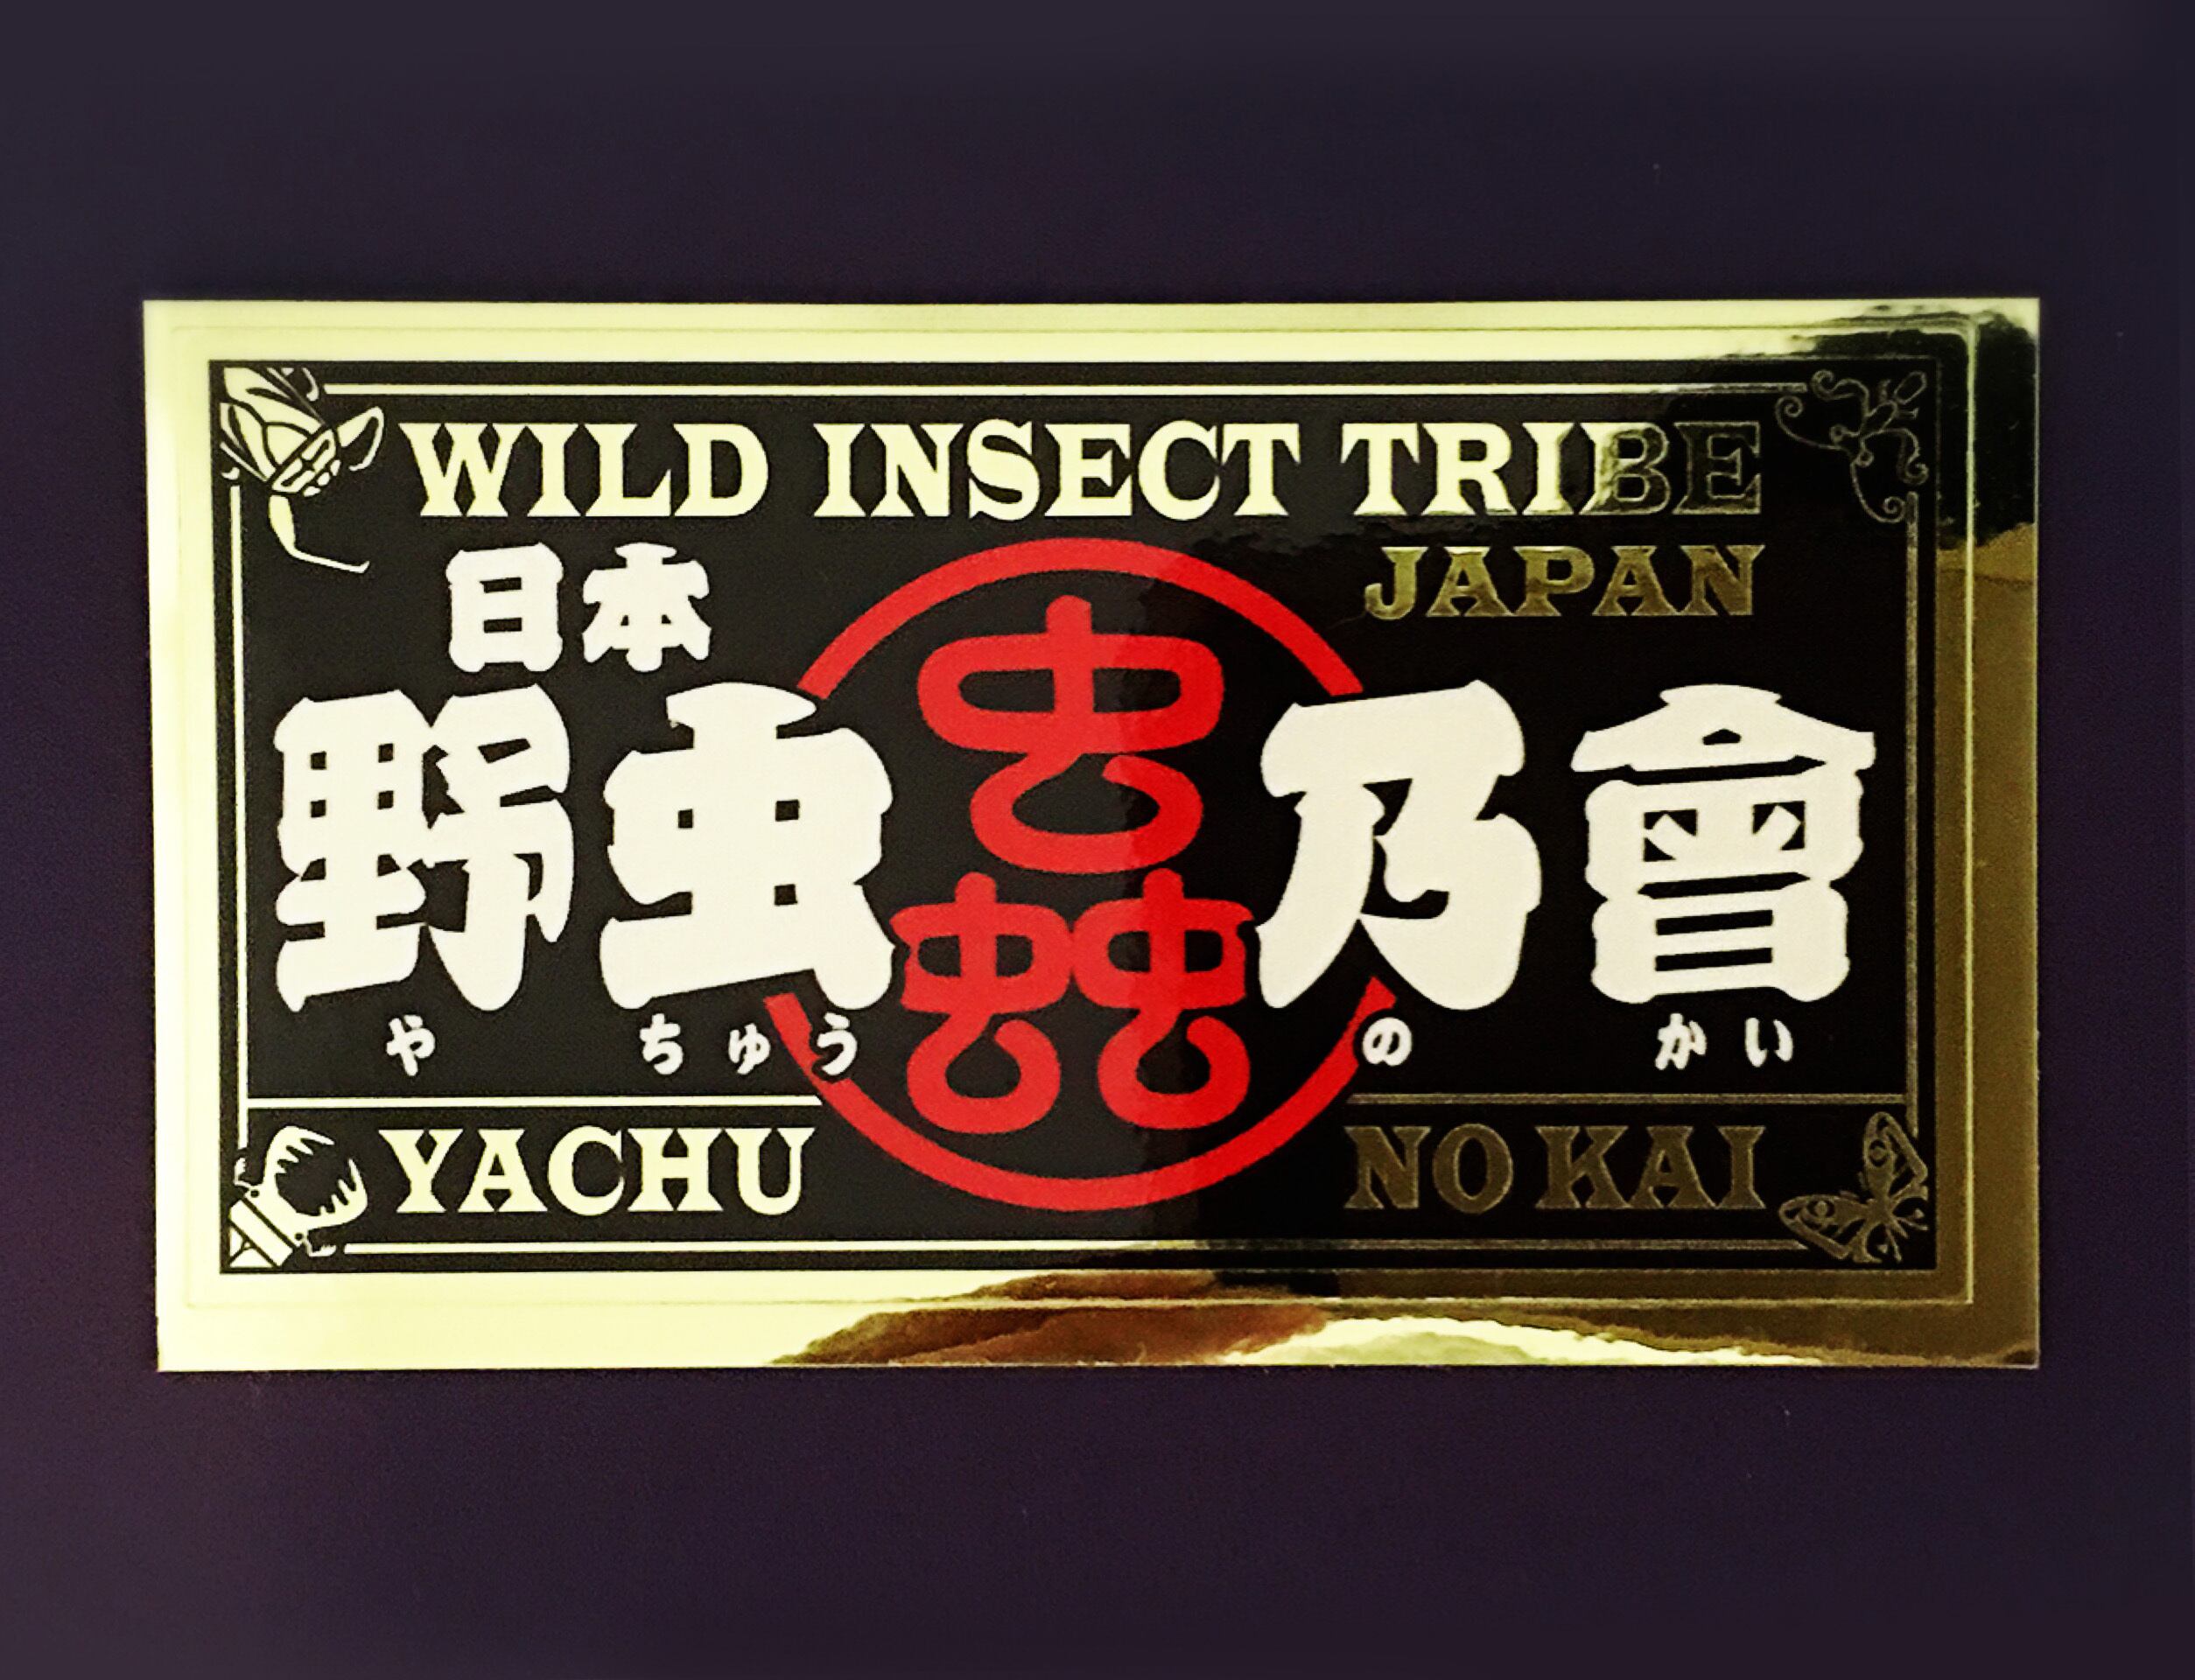 WILD INSECT TRIBE
JAPAN
日本
野虫乃會
やちゅうのかい
蟲
YACHU NO KAI